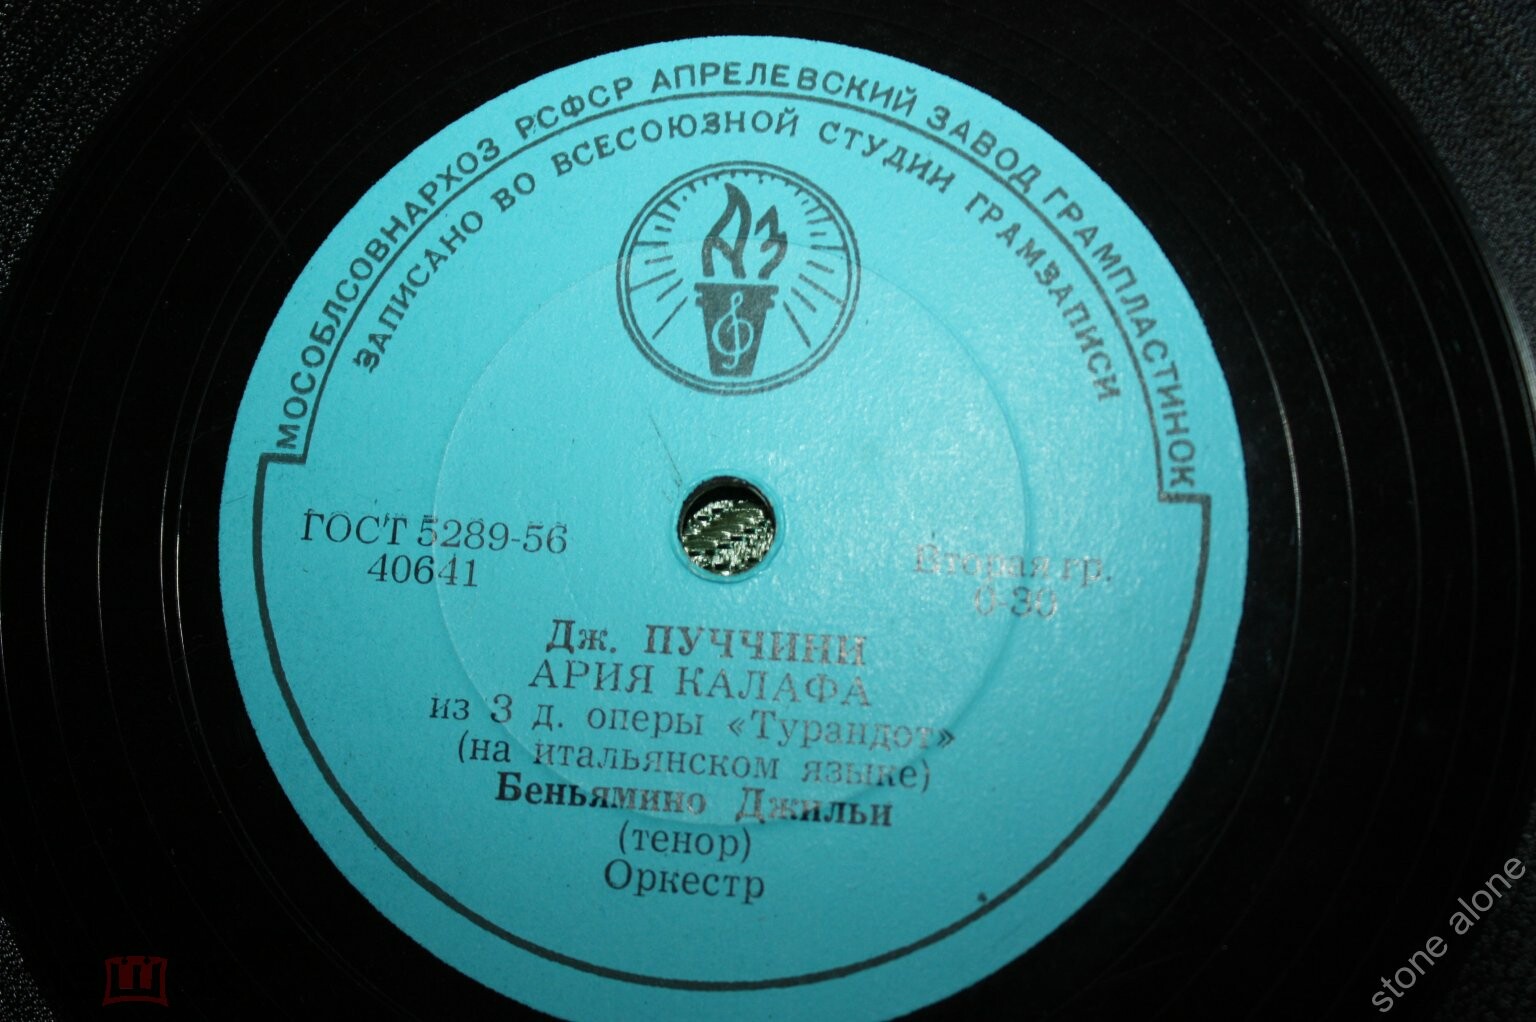 МОСОБЛСОВНАРХОЗ РСФСР АПРЕЛЕВСКИЙ ЗАВОД ГРАМПЛАСТИНОК
ЗАПИСАНО ВО ВСЕСОЮЗНОЙ СТУДИИ ГРАМЗАПИСИ
АЗ
ГОСТ 5289-56
40641
Вторая гр.
0-30
Дж. ПУЧЧИНИ
АРИЯ КАЛАФА
из 3 д. оперы «Турандот»
(на итальянском языке)
Беньямино Джильи
(тенор)
Оркестр
stone alone